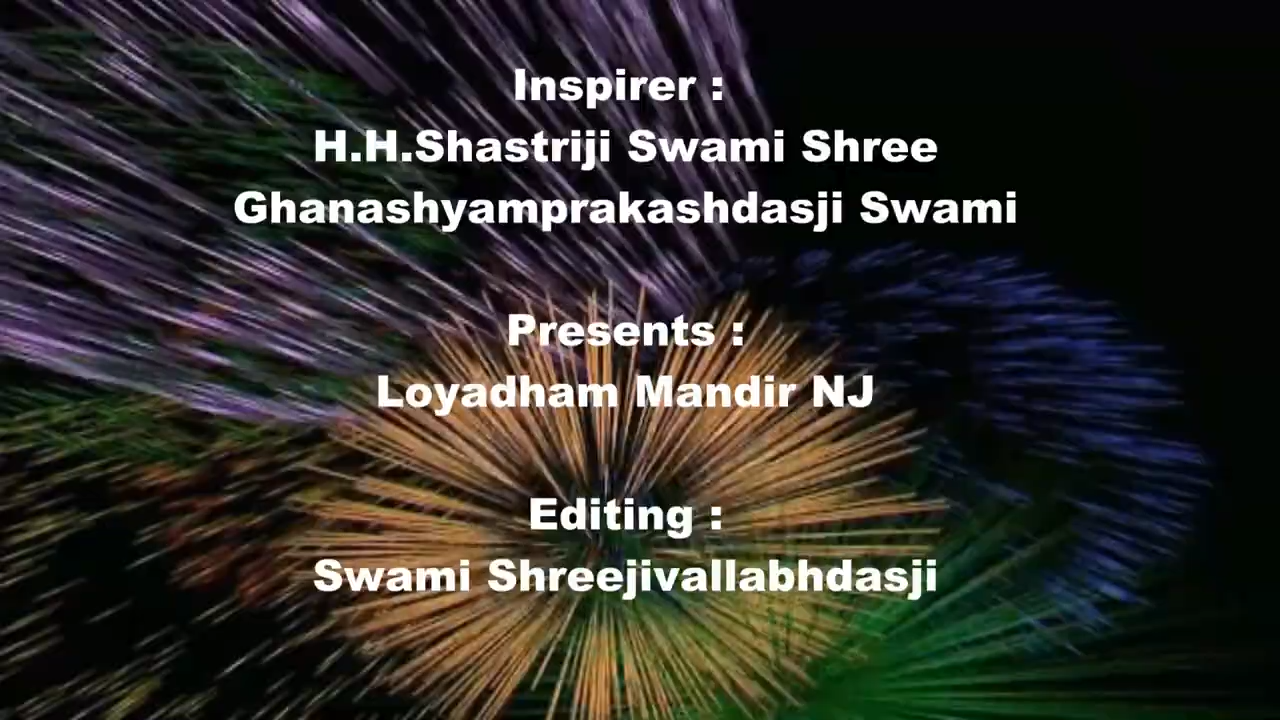 Inspirer :
H.H.Shastriji Swami Shree
Ghanashyamprakashdasji Swami
Presents :
Loyadham Mandir NJ
Editing :
Swami Shreejivallabhdasji